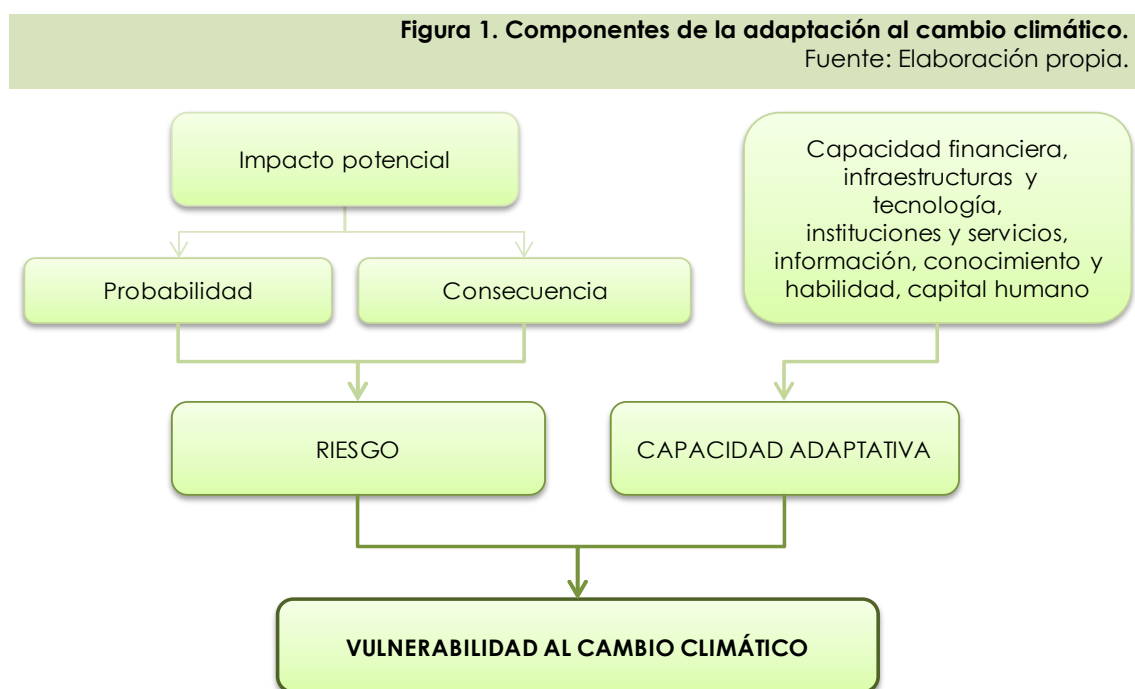 Figura 1. Componentes de la adaptación al cambio climático.
Fuente: Elaboración propia.
Impacto potencial
Capacidad financiera,
infraestructuras y
tecnología,
instituciones y servicios,
información, conocimiento y
habilidad, capital humano
Probabilidad
Consecuencia
RIESGO
CAPACIDAD ADAPTATIVA
VULNERABILIDAD AL CAMBIO CLIMÁTICO